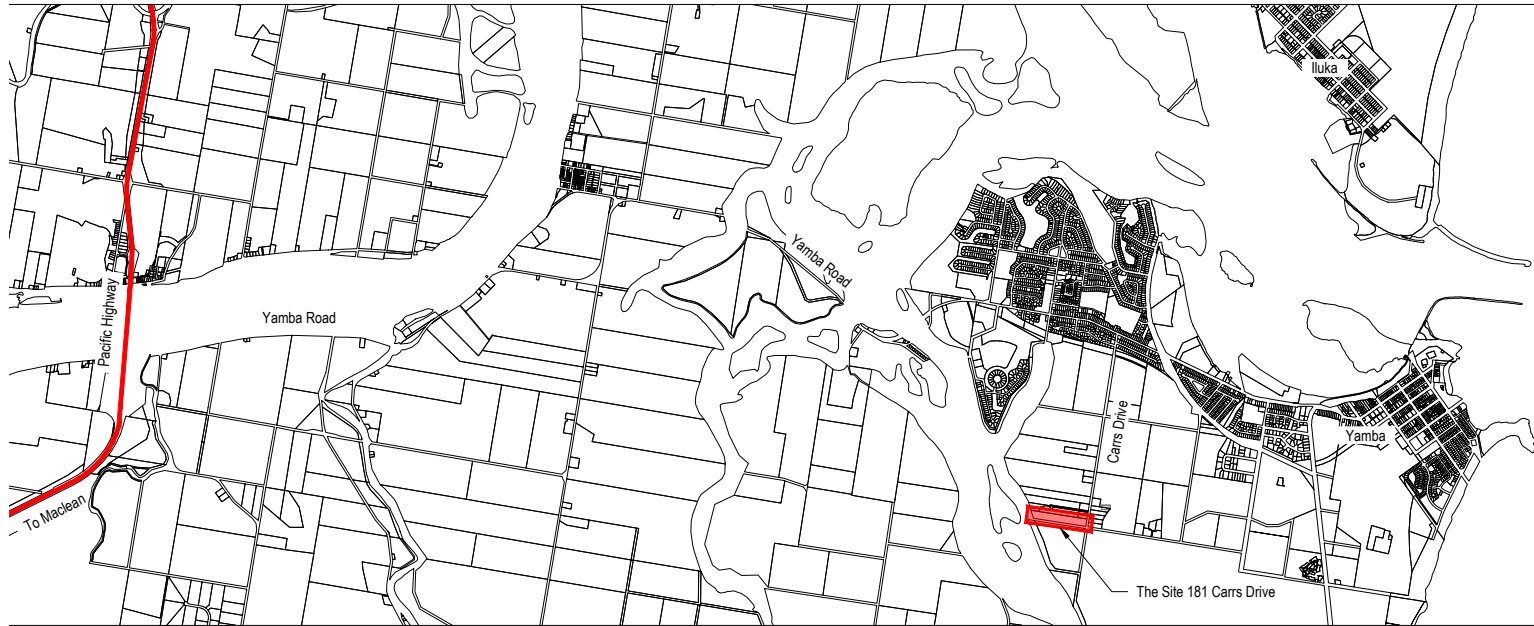 Iluka
Yamba Road
Pacific Highway
Yamba Road
Carrs Drive
Yamba
To Maclean
The Site 181 Carrs Drive